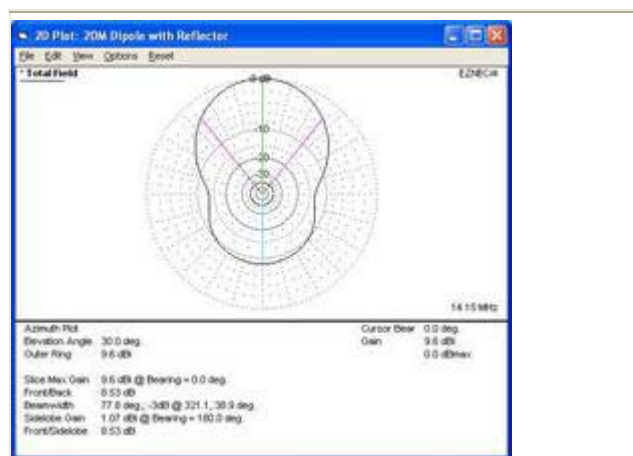 2D Plot: 20M Dipole with Reflector
File Edit View Options Reset
* Total Field
EZNEC/4
0 dB
-10
-20
-30
14.15 MHz
Azimuth Plot
Elevation Angle 30.0 deg.
Outer Ring 9.6 dBi
Cursor Bear 0.0 deg.
Gain 9.6 dBi
0.0 dBmax
Slice Max Gain 9.6 dBi @ Bearing = 0.0 deg.
Front/Back 8.53 dB
Beamwidth 77.8 deg.; -3dB @ 321.1, 38.9 deg.
Sidelobe Gain 1.07 dBi @ Bearing = 180.0 deg.
Front/Sidelobe 8.53 dB